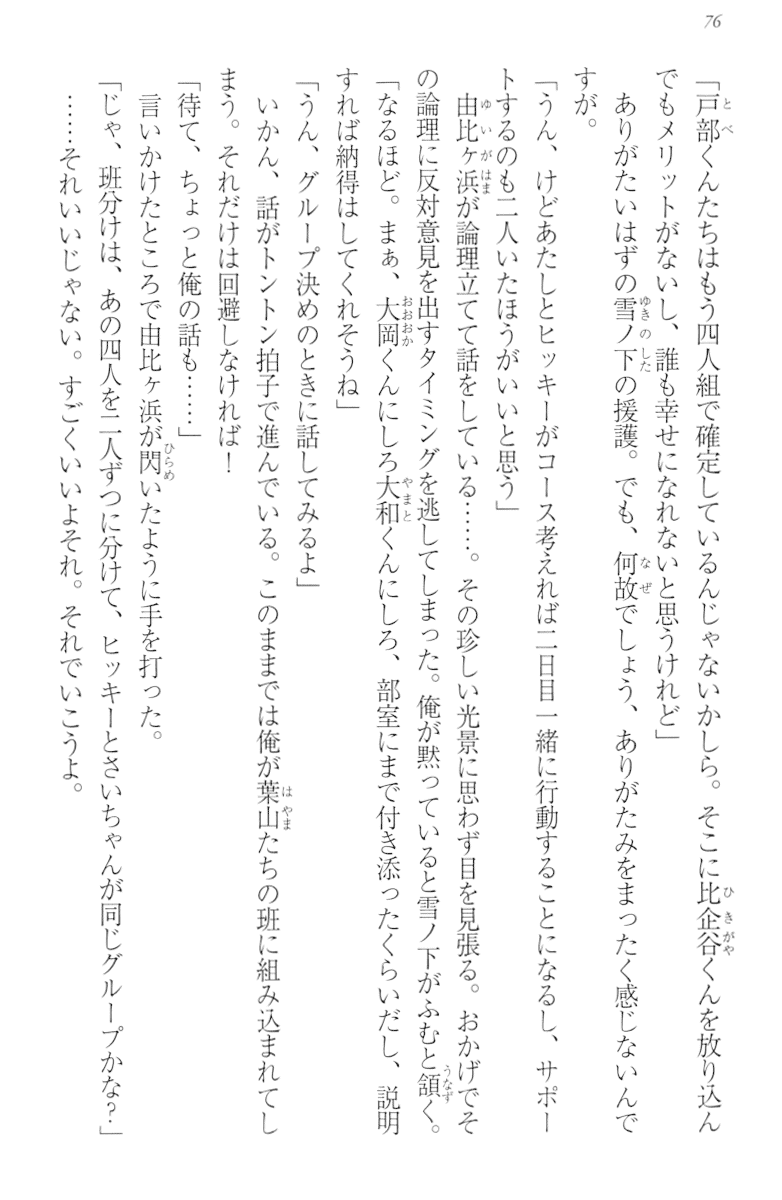 76
「戸部くんたちはもう四人組で確定しているんじゃないかしら。そこに比企谷くんを放り込ん
でもメリットがないし、誰も幸せになれないと思うけれど」
ありがたいはずの雪ノ下の援護。でも、何故でしょう、ありがたみをまったく感じないんで
すが。
「うん、けどあたしとヒッキーがコース考えれば二日目一緒に行動することになるし、サポー
トするのも二人いたほうがいいと思う」
由比ヶ浜が論理立てて話をしている……。その珍しい光景に思わず目を見張る。おかげでそ
の論理に反対意見を出すタイミングを逃してしまった。俺が黙っていると雪ノ下がふむと頷く。
「なるほど。まぁ、大岡くんにしろ大和くんにしろ、部室にまで付き添ったくらいだし、説明
すれば納得はしてくれそうね」
「うん、グループ決めのときに話してみるよ」
いかん、話がトントン拍子で進んでいる。このままでは俺が葉山たちの班に組み込まれてし
まう。それだけは回避しなければ！
「待て、ちょっと俺の話も……」
言いかけたところで由比ヶ浜が閃いたように手を打った。
「じゃ、班分けは、あの四人を二人ずつに分けて、ヒッキーとさいちゃんが同じグループかな？」
……それいいじゃない。すごくいいよそれ。それでいこうよ。